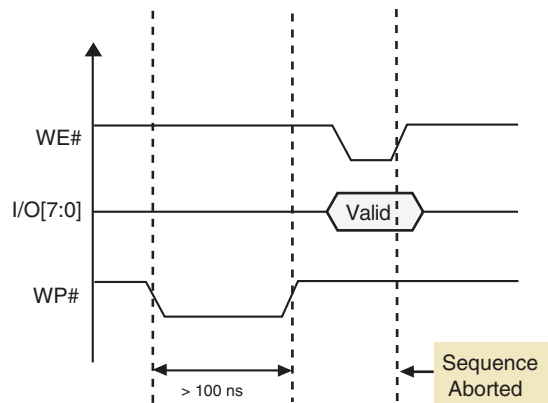 WE#
I/O[7:0]
Valid
WP#
> 100 ns
Sequence
Aborted